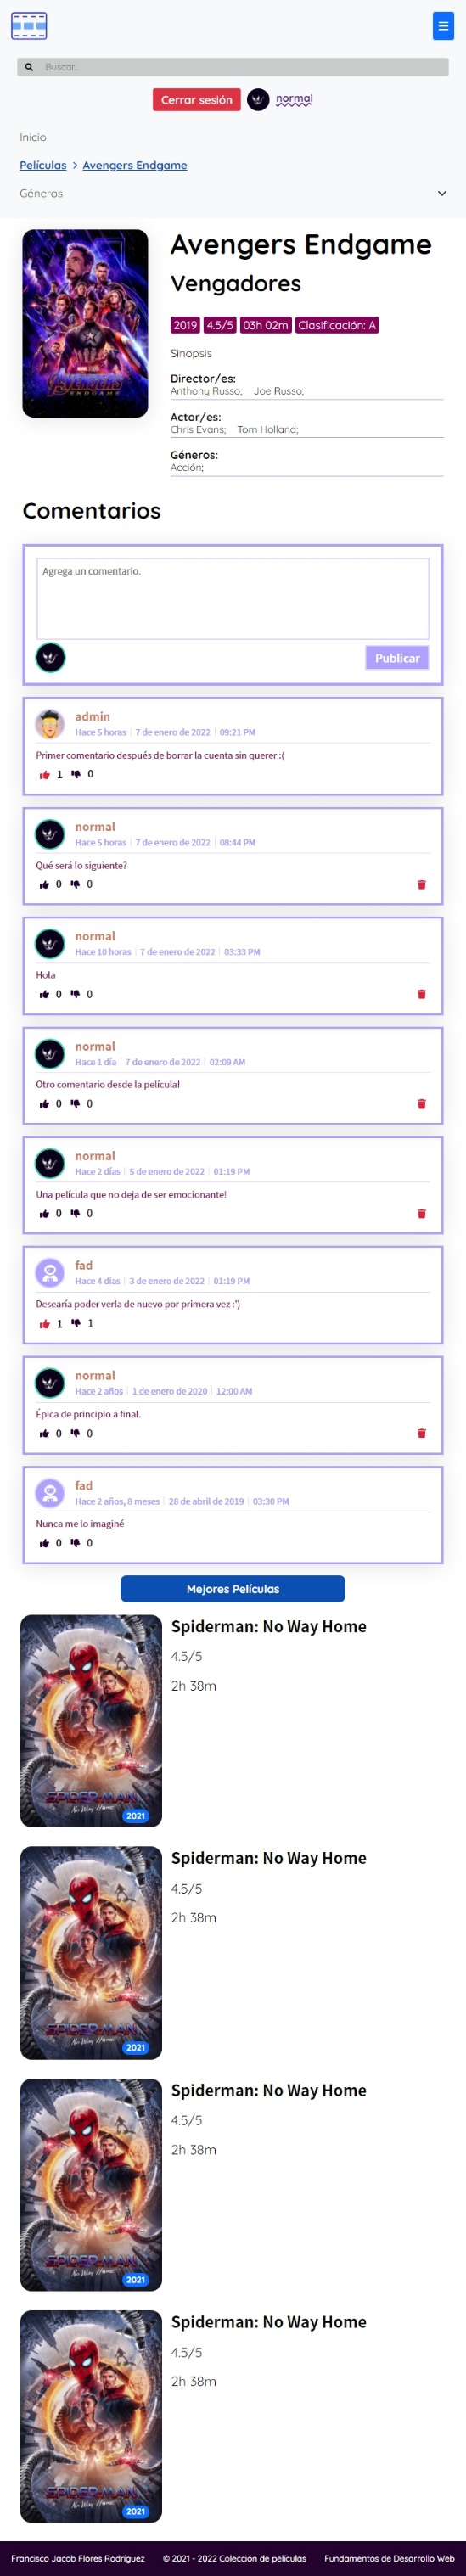 Buscar...
Cerrar sesión normal
Inicio
Películas > Avengers Endgame
Géneros
AVENGERS
ENDGAME
Avengers Endgame
Vengadores
2019 4.5/5 03h 02m Clasificación: A
Sinopsis
Director/es:
Anthony Russo; Joe Russo;
Actor/es:
Chris Evans; Tom Holland;
Géneros:
Acción;
Comentarios
Agrega un comentario.
Publicar
admin
Hace 5 horas | 7 de enero de 2022 | 09:21 PM
Primer comentario después de borrar la cuenta sin querer :(
1 0
normal
Hace 5 horas | 7 de enero de 2022 | 08:44 PM
Qué será lo siguiente?
0 0
normal
Hace 10 horas | 7 de enero de 2022 | 03:33 PM
Hola
0 0
normal
Hace 1 día | 7 de enero de 2022 | 02:09 AM
Otro comentario desde la película!
0 0
normal
Hace 2 días | 5 de enero de 2022 | 01:19 PM
Una película que no deja de ser emocionante!
0 0
fad
Hace 4 días | 3 de enero de 2022 | 01:19 PM
Desearía poder verla de nuevo por primera vez :')
1 1
normal
Hace 2 años | 1 de enero de 2020 | 12:00 AM
Épica de principio a final.
0 0
fad
Hace 2 años, 8 meses | 28 de abril de 2019 | 03:30 PM
Nunca me lo imaginé
0 0
Mejores Películas
SPIDER-MAN
No Way Home
2021
Spiderman: No Way Home
4.5/5
2h 38m
SPIDER-MAN
No Way Home
2021
Spiderman: No Way Home
4.5/5
2h 38m
SPIDER-MAN
No Way Home
2021
Spiderman: No Way Home
4.5/5
2h 38m
SPIDER-MAN
No Way Home
2021
Spiderman: No Way Home
4.5/5
2h 38m
Francisco Jacob Flores Rodríguez © 2021 - 2022 Colección de películas Fundamentos de Desarrollo Web